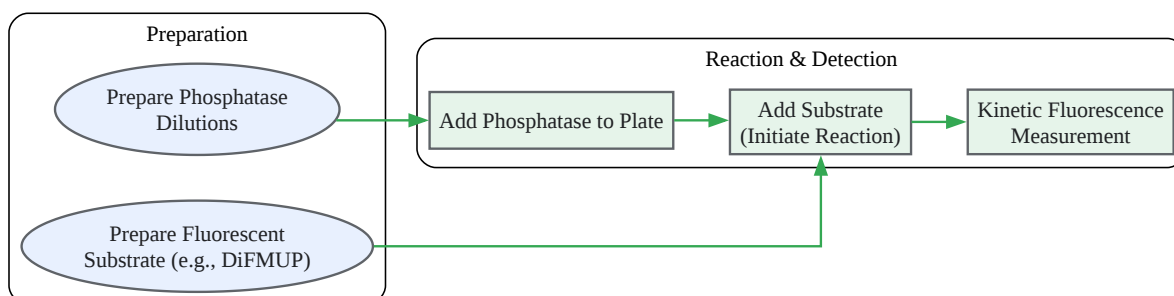 Preparation
Prepare Phosphatase
Dilutions
Prepare Fluorescent
Substrate (e.g., DiFMUP)
Reaction & Detection
Add Phosphatase to Plate
Add Substrate
(Initiate Reaction)
Kinetic Fluorescence
Measurement